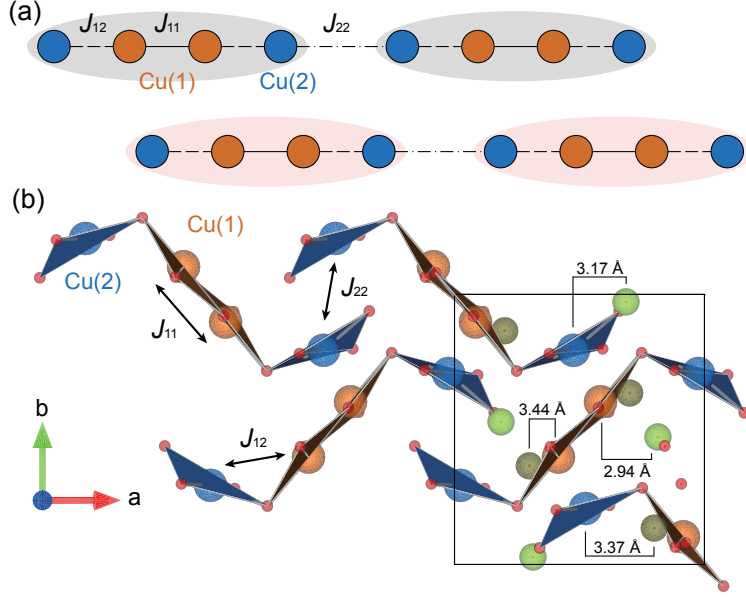 (a)
J12 J11 J22
Cu(1) Cu(2)
(b)
Cu(1)
Cu(2)
3.17 Å
J22
J11
b
3.44 Å
J12
2.94 Å
a
3.37 Å